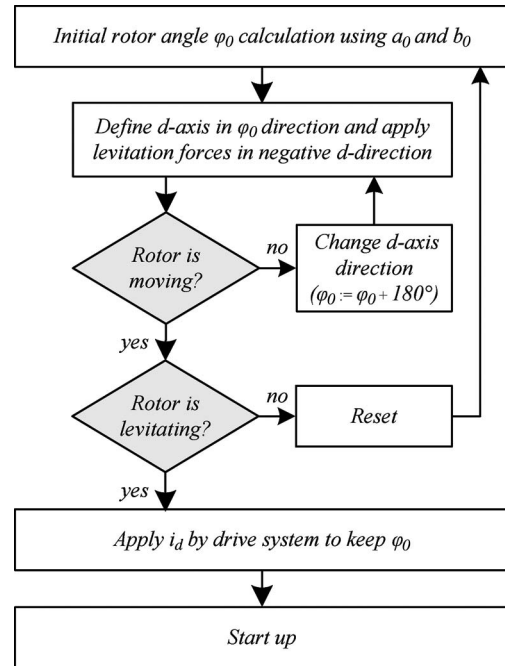 Initial rotor angle φ₀ calculation using a₀ and b₀
Define d-axis in φ₀ direction and apply
levitation forces in negative d-direction
Rotor is
moving?
no
Change d-axis
direction
(φ₀ := φ₀ + 180°)
yes
Rotor is
levitating?
no
Reset
yes
Apply i_d by drive system to keep φ₀
Start up